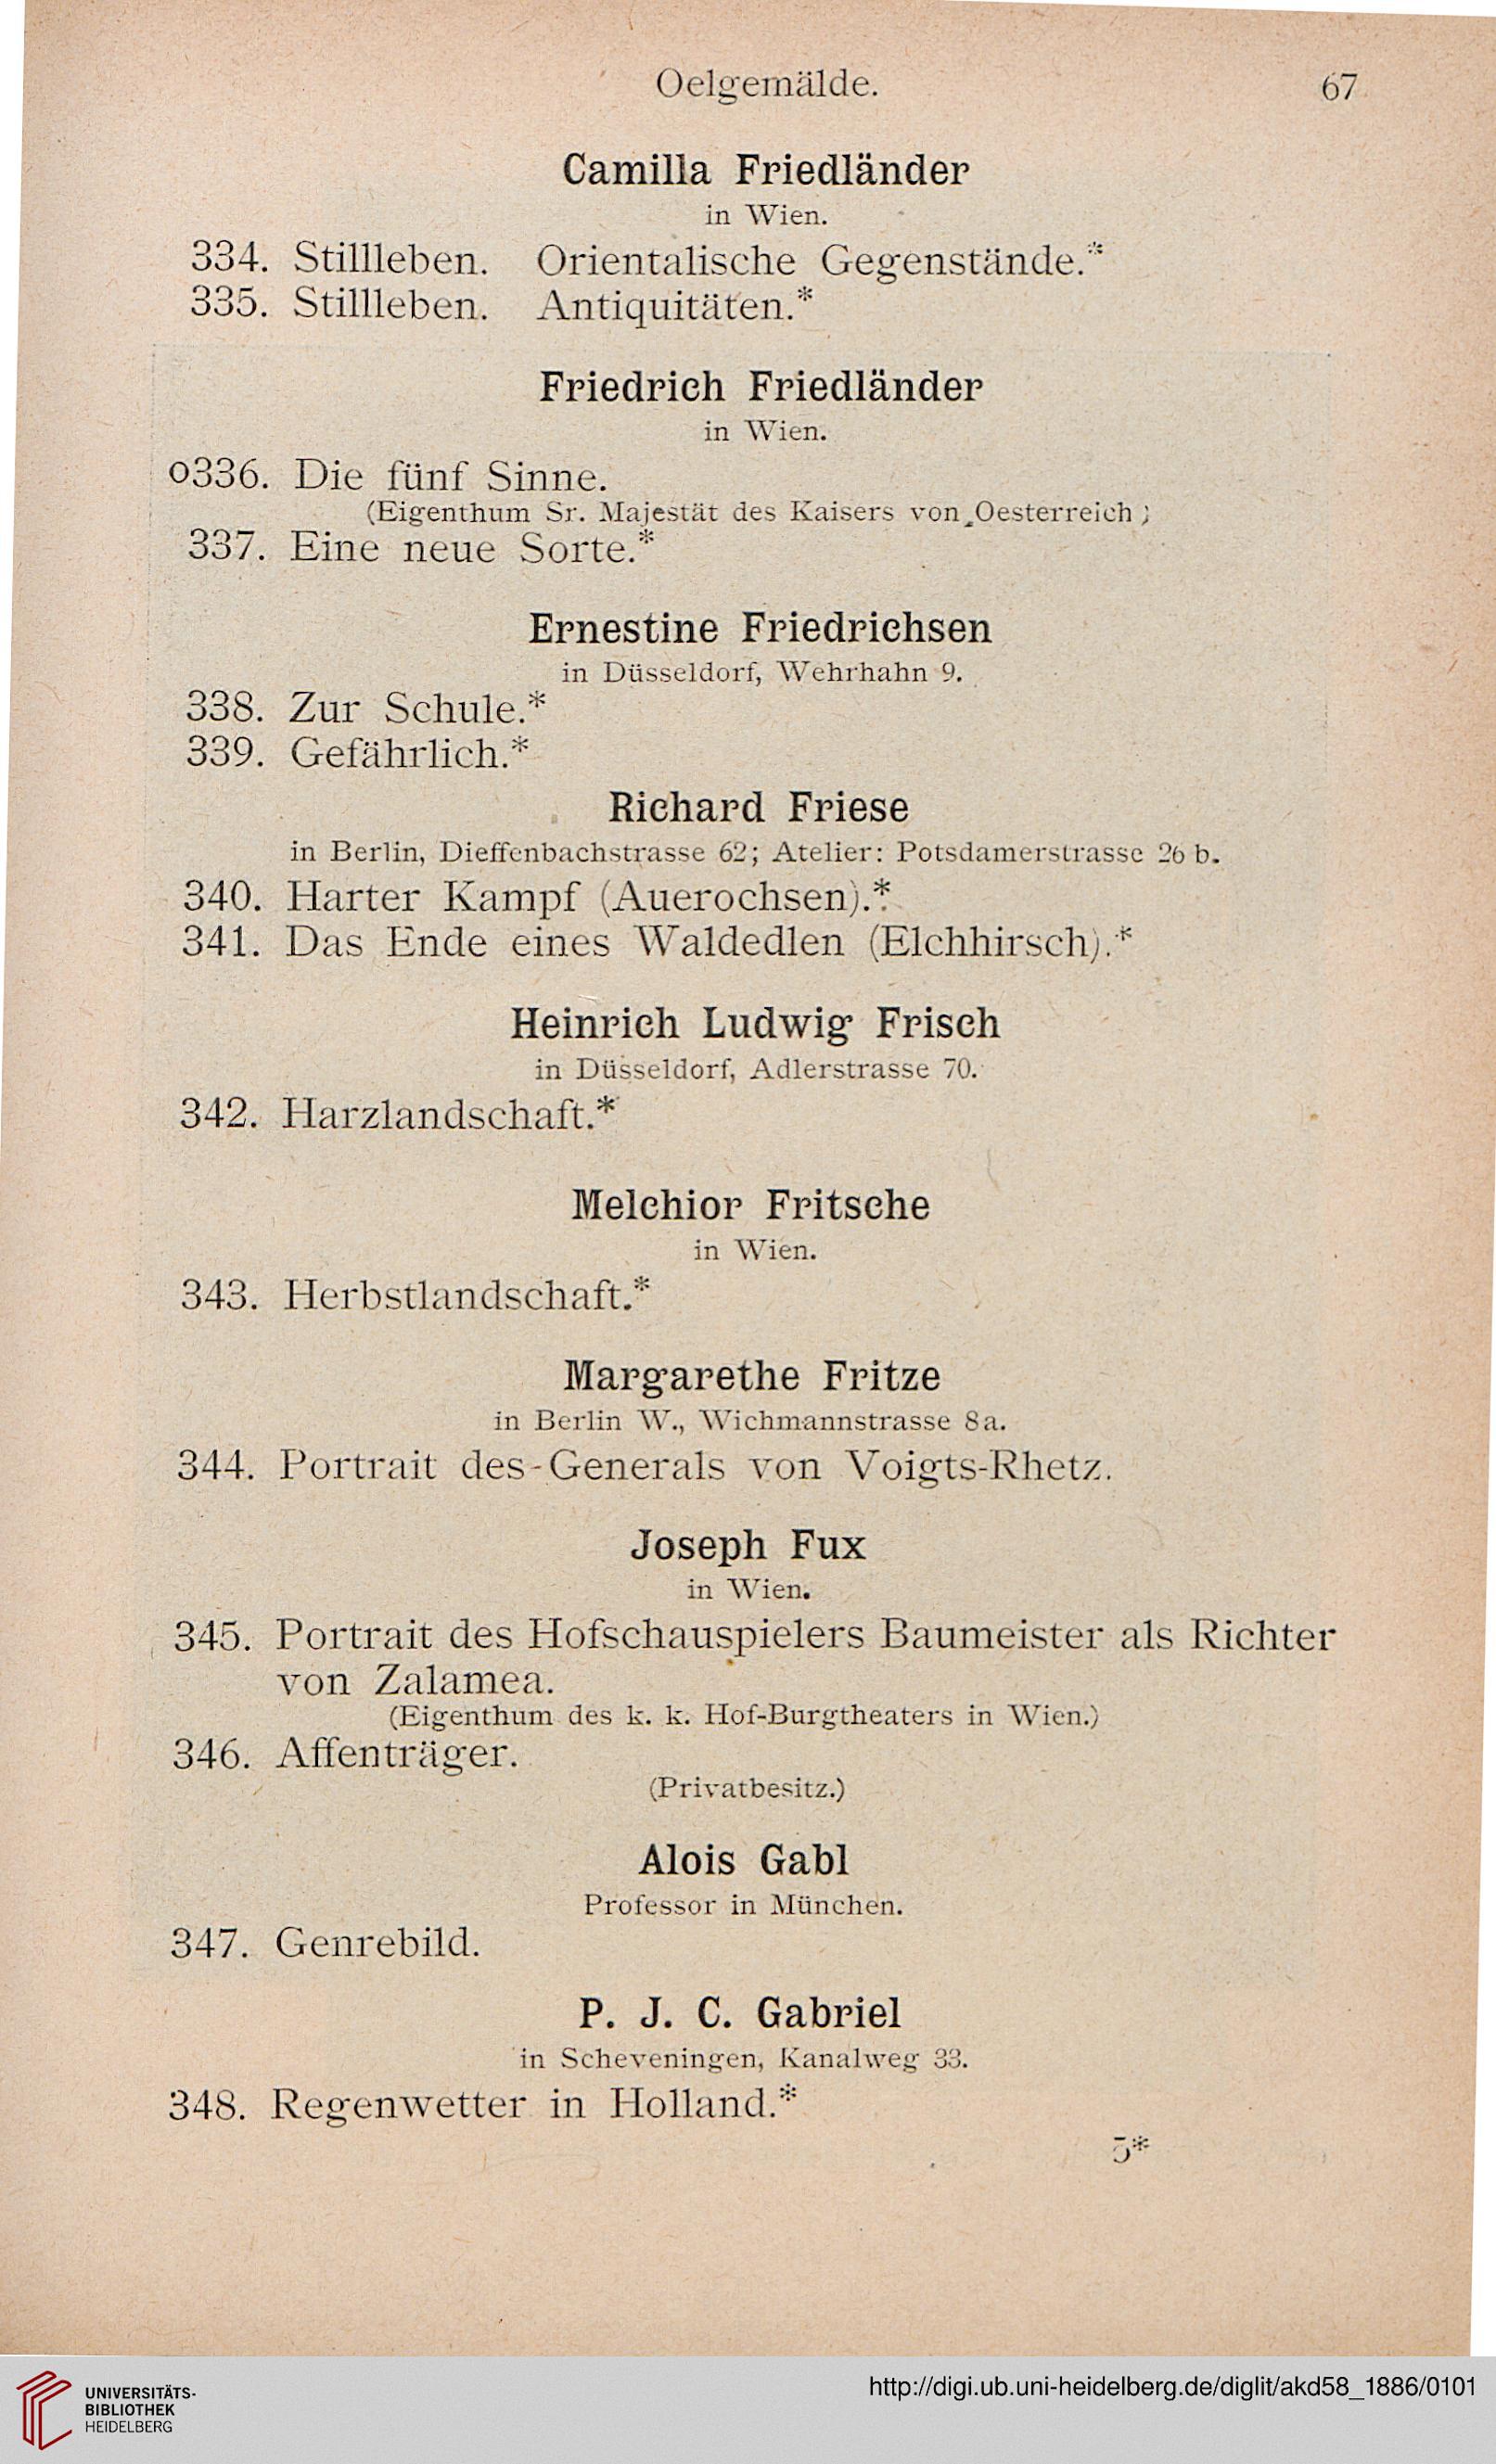 Oelgemälde. 67
Camilla Friedländer
in Wien.
334. Stillleben. Orientalische Gegenstände.*
335. Stillleben. Antiquitäten.*
Friedrich Friedländer
in Wien.
o336. Die fünf Sinne.
(Eigenthum Sr. Majestät des Kaisers von Oesterreich)
337. Eine neue Sorte.*
Ernestine Friedrichsen
in Düsseldorf, Wehrhahn 9.
338. Zur Schule.*
339. Gefährlich.*
Richard Friese
in Berlin, Dieffenbachstrasse 62; Atelier: Potsdamerstrasse 26 b.
340. Harter Kampf (Auerochsen).*
341. Das Ende eines Waldedlen (Elchhirsch).*
Heinrich Ludwig Frisch
in Düsseldorf, Adlerstrasse 70.
342. Harzlandschaft.*
Melchior Fritsche
in Wien.
343. Herbstlandschaft.*
Margarethe Fritze
in Berlin W., Wichmannstrasse 8a.
344. Portrait des Generals von Voigts-Rhetz.
Joseph Fux
in Wien.
345. Portrait des Hofschauspielers Baumeister als Richter
von Zalamea.
(Eigenthum des k. k. Hof-Burgtheaters in Wien.)
346. Affenträger.
(Privatbesitz.)
Alois Gabl
Professor in München.
347. Genrebild.
P. J. C. Gabriel
in Scheveningen, Kanalweg 33.
348. Regenwetter in Holland.*
5*
UNIVERSITÄTS-
BIBLIOTHEK
HEIDELBERG
http://digi.ub.uni-heidelberg.de/diglit/akd58_1886/0101